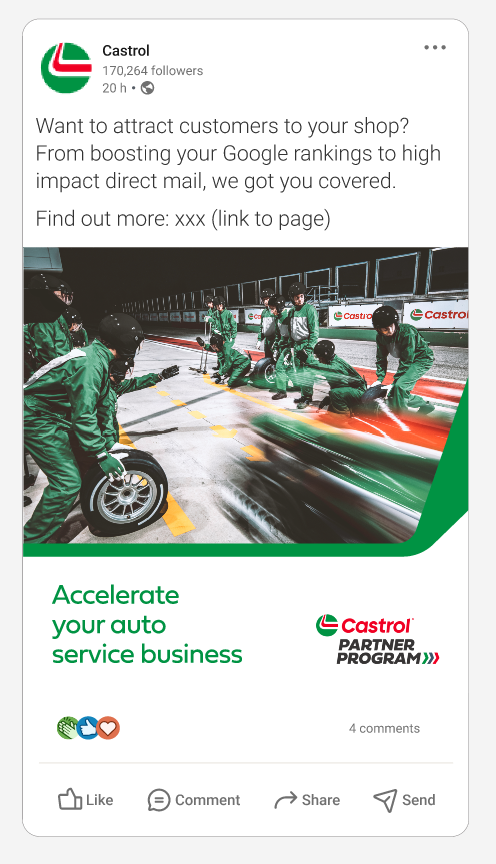 Castrol
170,264 followers
20 h •
Want to attract customers to your shop?
From boosting your Google rankings to high
impact direct mail, we got you covered.
Find out more: xxx (link to page)
Castrol
Castrol
Castrol
Accelerate
your auto
service business
Castrol
PARTNER
PROGRAM
4 comments
Like
Comment
Share
Send